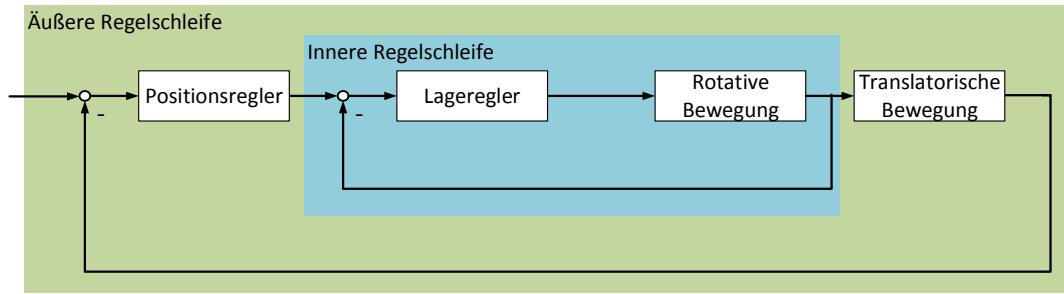 Äußere Regelschleife
Innere Regelschleife
Positionsregler
Lageregler
Rotative
Bewegung
Translatorische
Bewegung
-
-